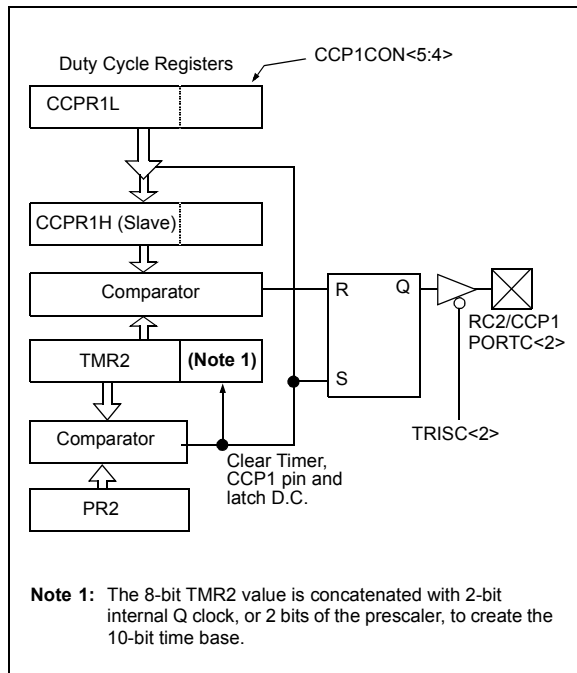 Duty Cycle Registers
CCP1CON<5:4>
CCPR1L
CCPR1H (Slave)
Comparator
R
Q
RC2/CCP1
PORTC<2>
TMR2
(Note 1)
S
TRISC<2>
Comparator
Clear Timer,
CCP1 pin and
latch D.C.
PR2
Note 1: The 8-bit TMR2 value is concatenated with 2-bit
internal Q clock, or 2 bits of the prescaler, to create the
10-bit time base.